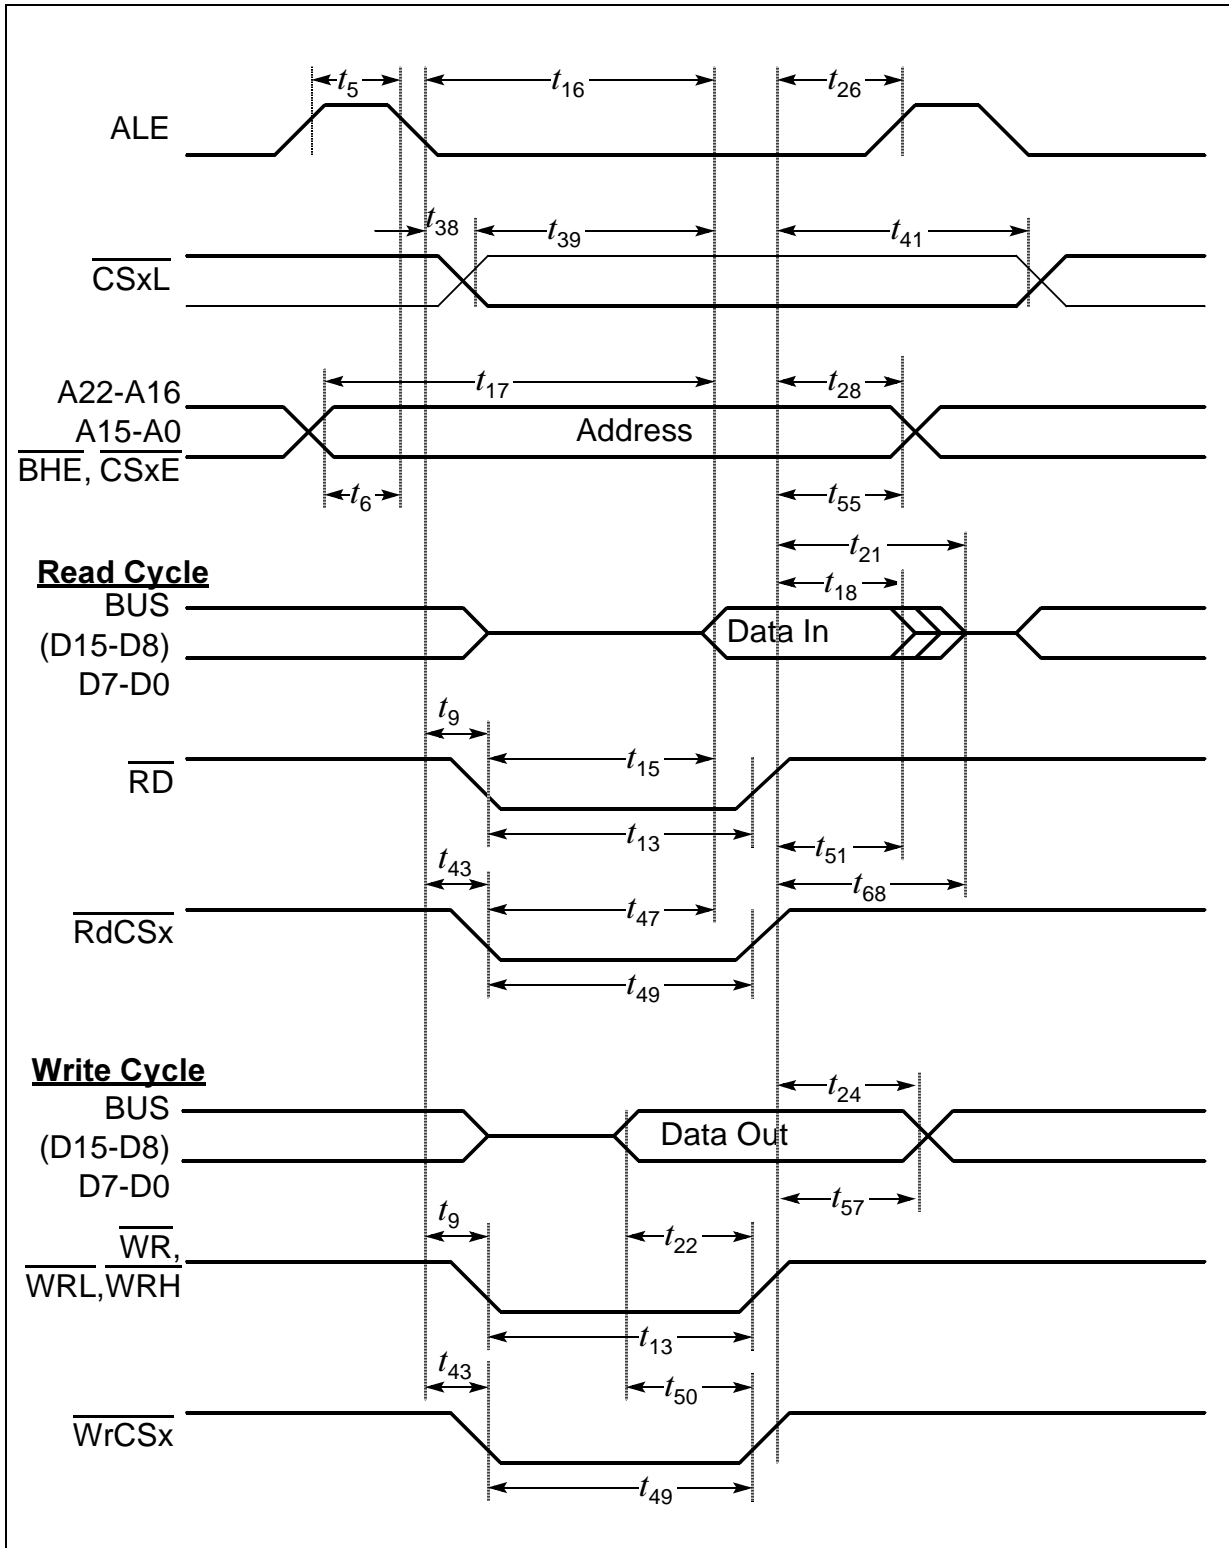 t5 t16 t26
ALE
t38 t39 t41
CSxL
A22-A16 t17 t28
A15-A0 Address
BHE, CSxE
t6 t55
t21
Read Cycle t18
BUS
(D15-D8) Data In
D7-D0
t9
RD t15
t13 t51
t43 t68
RdCSx t47
t49
Write Cycle t24
BUS
(D15-D8) Data Out
D7-D0 t57
t9 t22
WR,
WRL,WRH
t13
t43 t50
WrCSx
t49